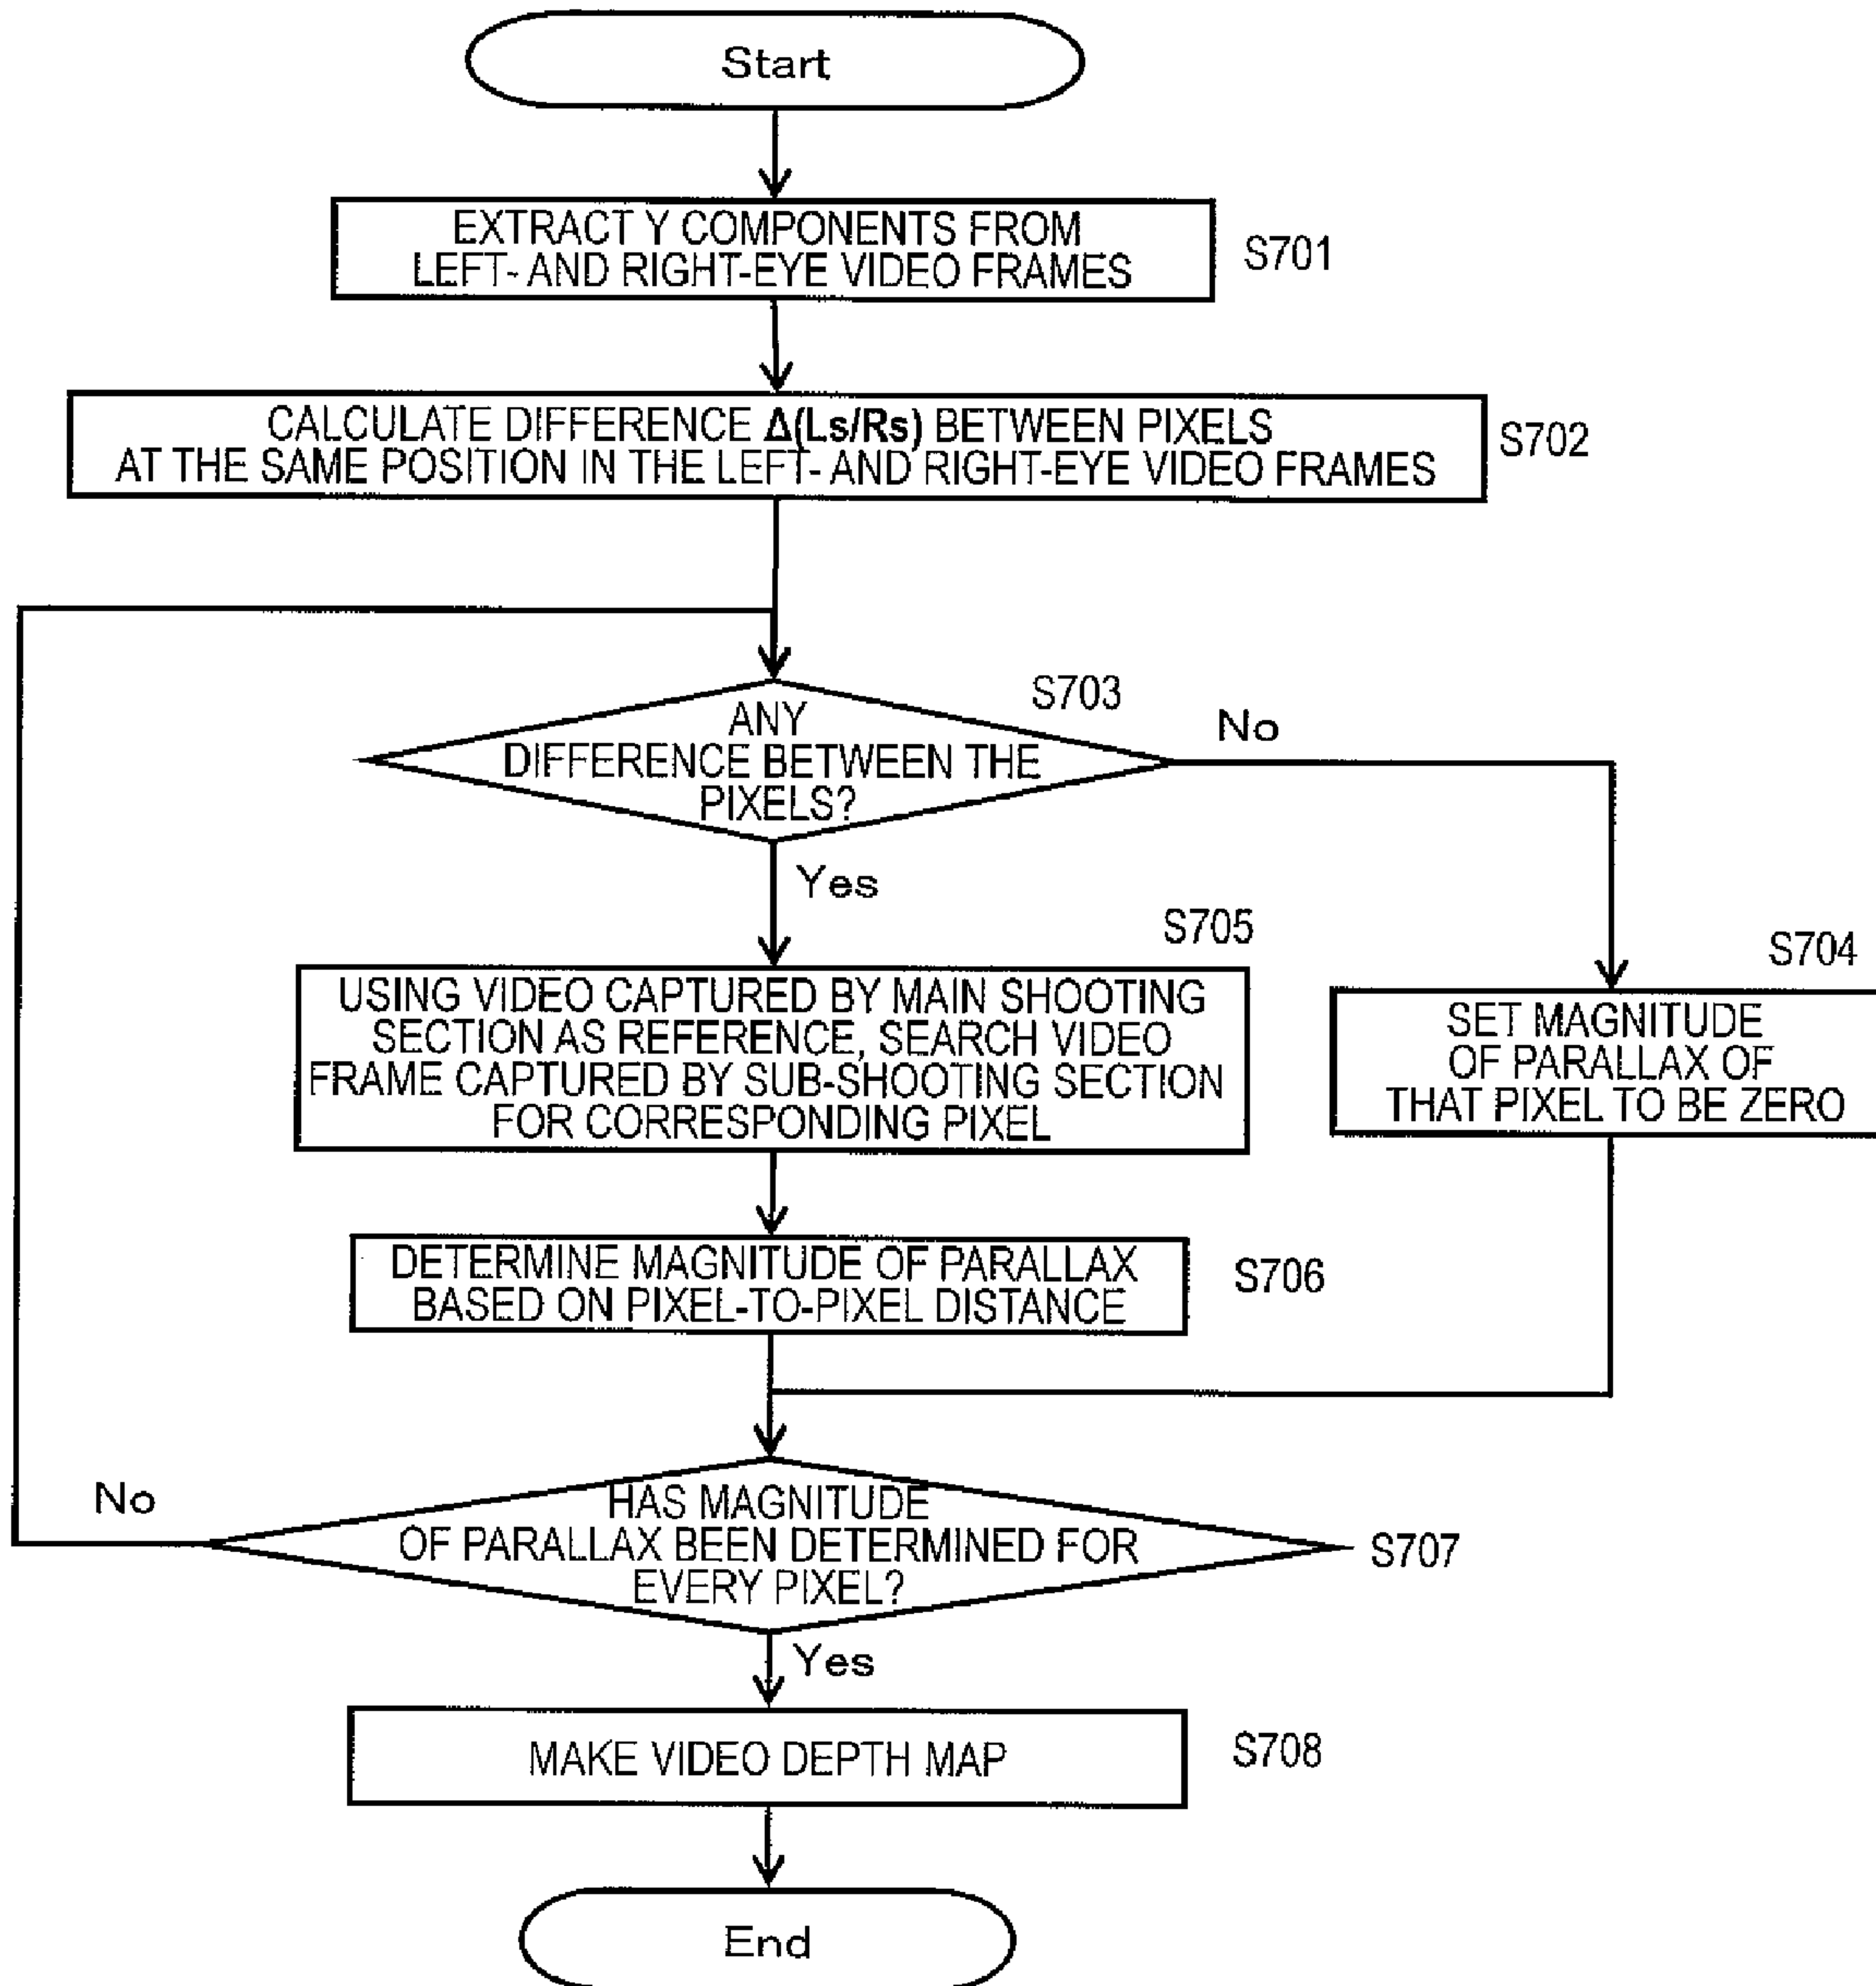 Start
EXTRACT Y COMPONENTS FROM
LEFT- AND RIGHT-EYE VIDEO FRAMES
S701
CALCULATE DIFFERENCE Δ(Ls/Rs) BETWEEN PIXELS
AT THE SAME POSITION IN THE LEFT- AND RIGHT-EYE VIDEO FRAMES
S702
S703
ANY
DIFFERENCE BETWEEN THE
PIXELS?
No
Yes
S705
USING VIDEO CAPTURED BY MAIN SHOOTING
SECTION AS REFERENCE, SEARCH VIDEO
FRAME CAPTURED BY SUB-SHOOTING SECTION
FOR CORRESPONDING PIXEL
S704
SET MAGNITUDE
OF PARALLAX OF
THAT PIXEL TO BE ZERO
DETERMINE MAGNITUDE OF PARALLAX
BASED ON PIXEL-TO-PIXEL DISTANCE
S706
No
HAS MAGNITUDE
OF PARALLAX BEEN DETERMINED FOR
EVERY PIXEL?
S707
Yes
MAKE VIDEO DEPTH MAP
S708
End